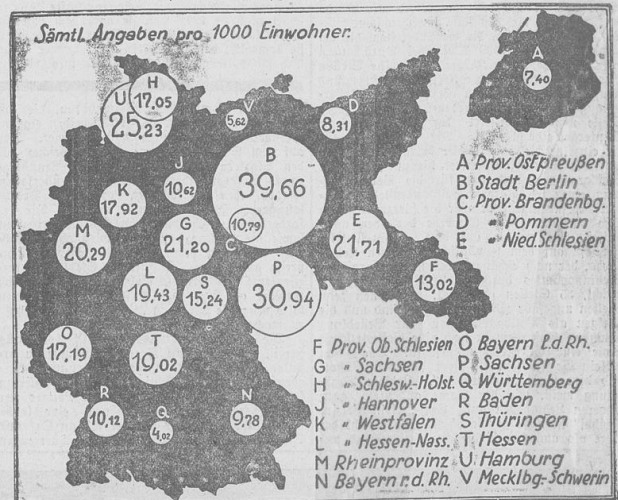 Sämtl. Angaben pro 1000 Einwohner.
A
7,40
H
17,05
U
25,23
V
5,62
D
8,31
J
10,62
B
39,66
K
17,92
M
20,29
G
21,20
10,79
C
E
21,71
L
19,43
S
15,24
P
30,94
F
13,02
O
17,19
T
19,02
R
10,12
Q
4,02
N
9,78
A Prov. Ostpreußen
B Stadt Berlin
C Prov. Brandenbg.
D " Pommern
E " Nied. Schlesien
F Prov. Ob. Schlesien
G " Sachsen
H " Schlesw.-Holst.
J " Hannover
K " Westfalen
L " Hessen-Nass.
M Rheinprovinz
N Bayern r. d. Rh.
O Bayern l. d. Rh.
P Sachsen
Q Württemberg
R Baden
S Thüringen
T Hessen
U Hamburg
V Mecklbg.-Schwerin